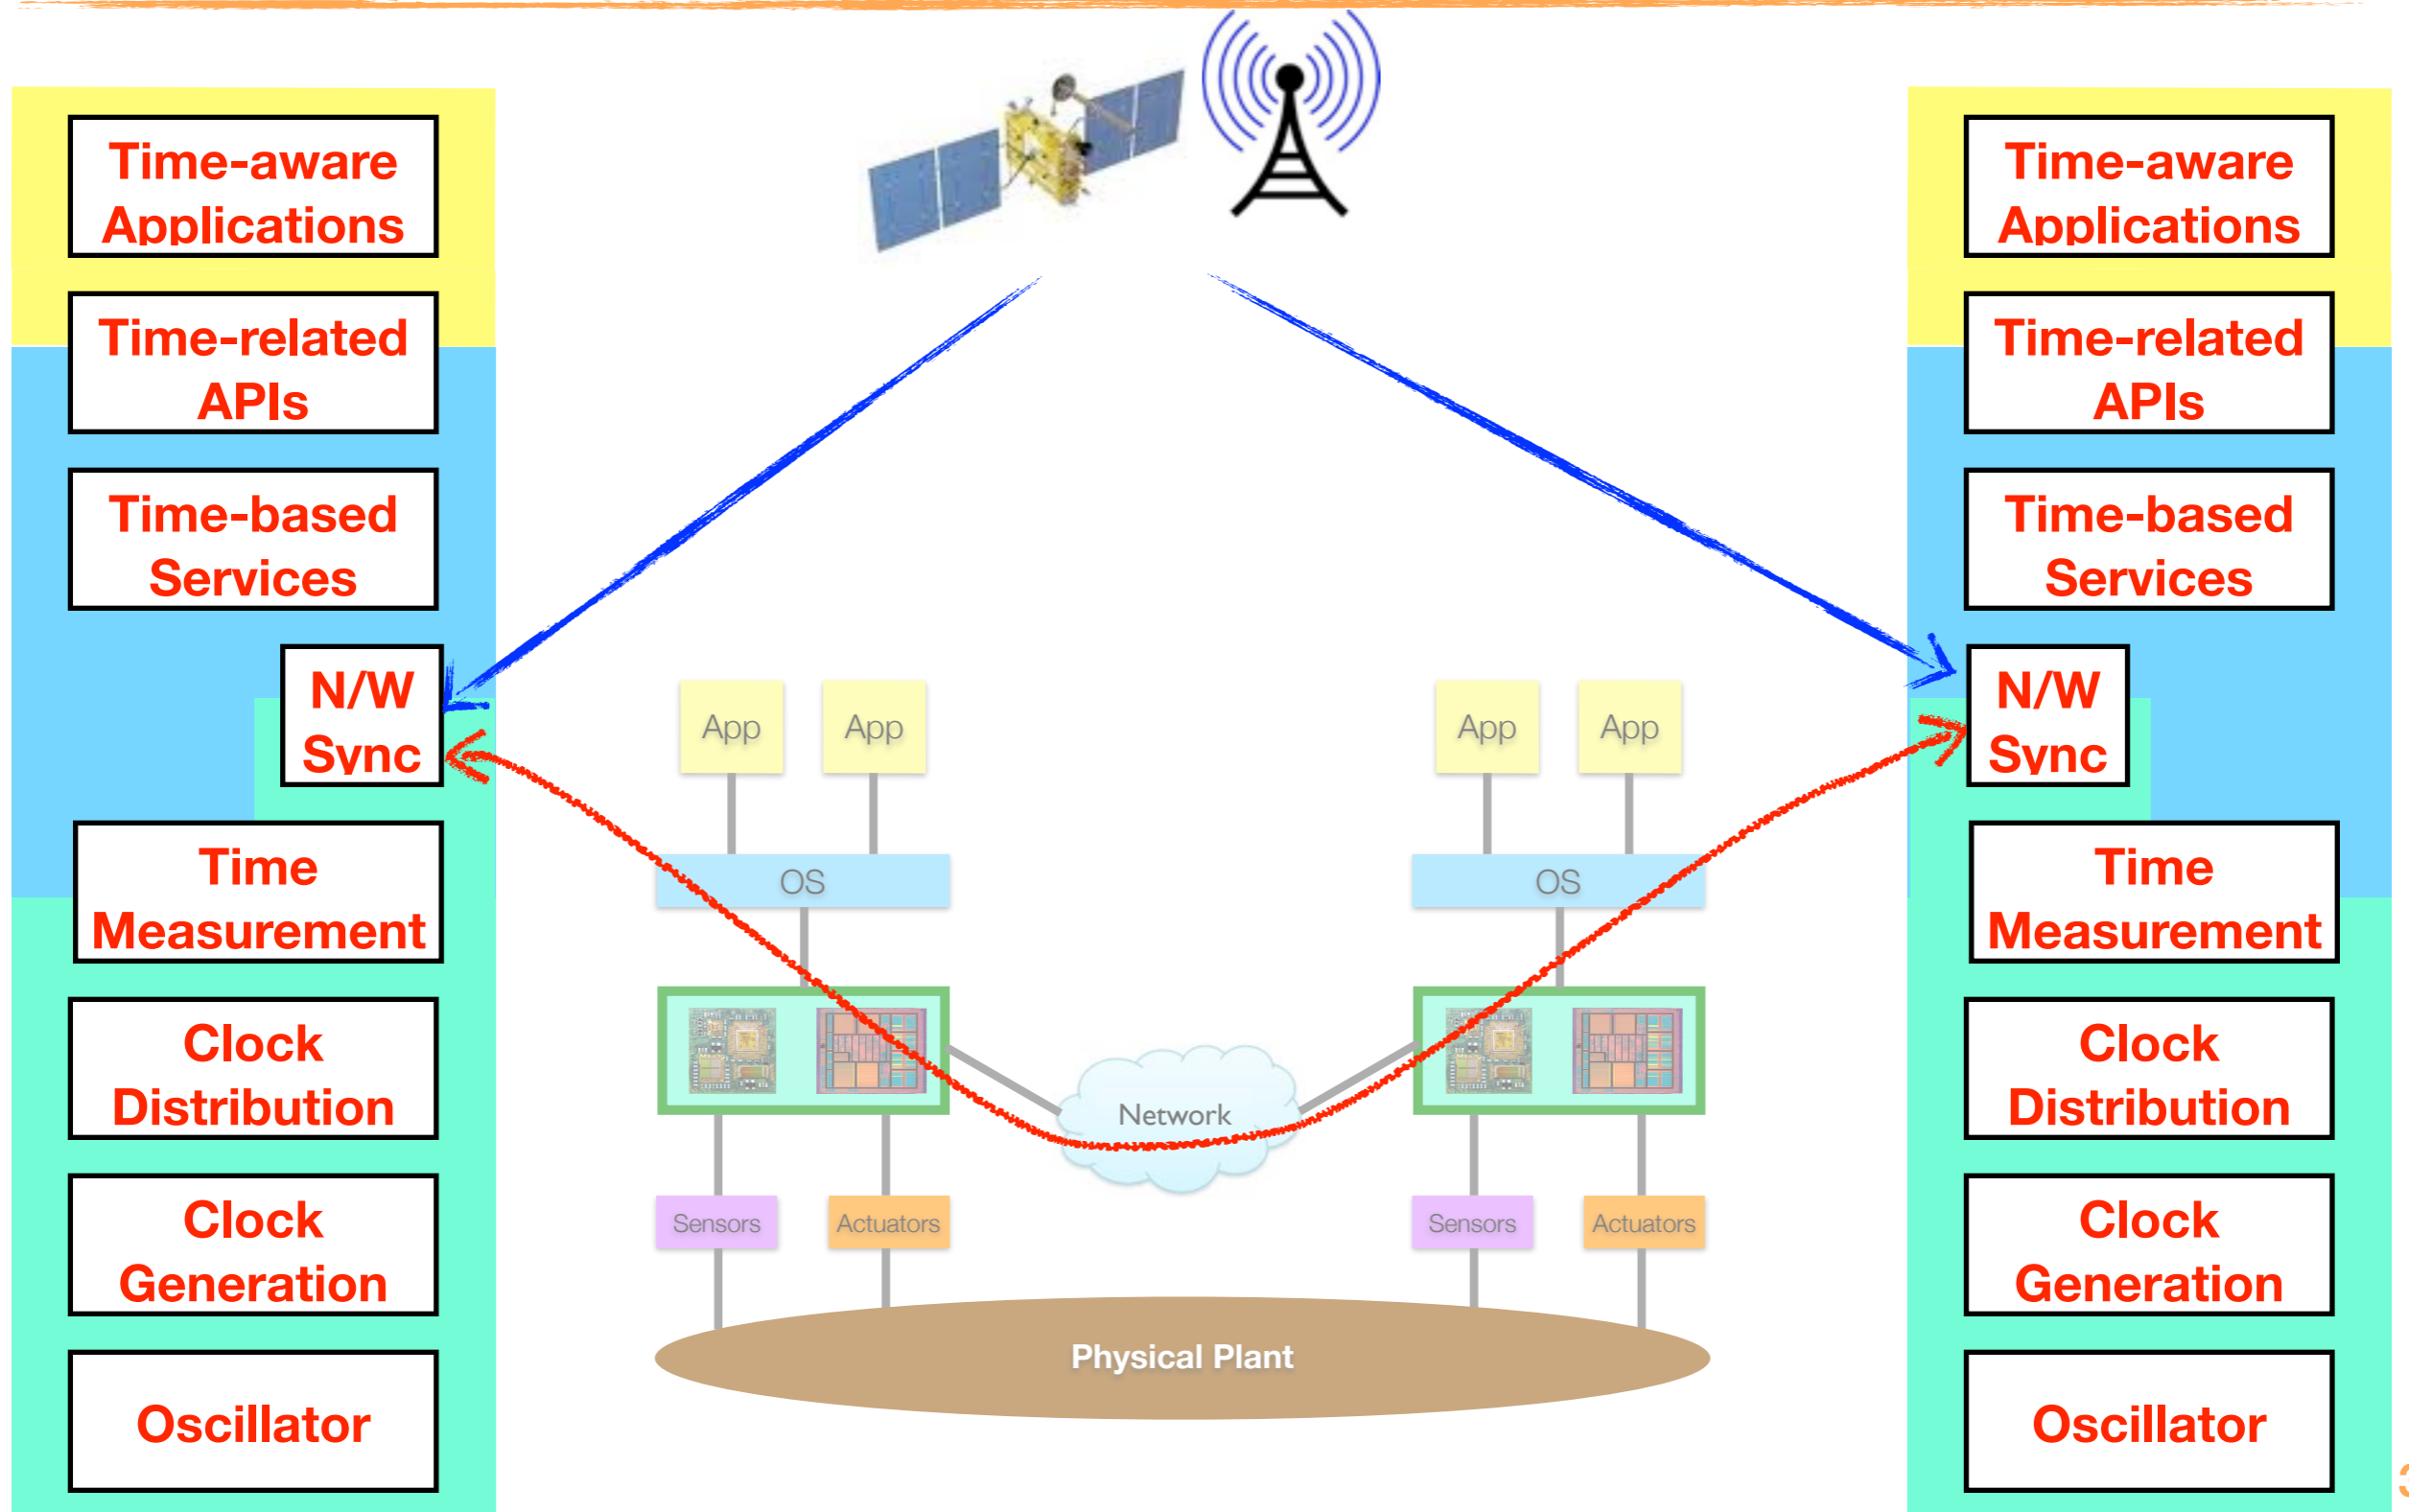 Time-aware
Applications
Time-related
APIs
Time-based
Services
N/W
Sync
Time
Measurement
Clock
Distribution
Clock
Generation
Oscillator
App
App
OS
Sensors
Actuators
Network
Physical Plant
App
App
OS
Sensors
Actuators
Time-aware
Applications
Time-related
APIs
Time-based
Services
N/W
Sync
Time
Measurement
Clock
Distribution
Clock
Generation
Oscillator